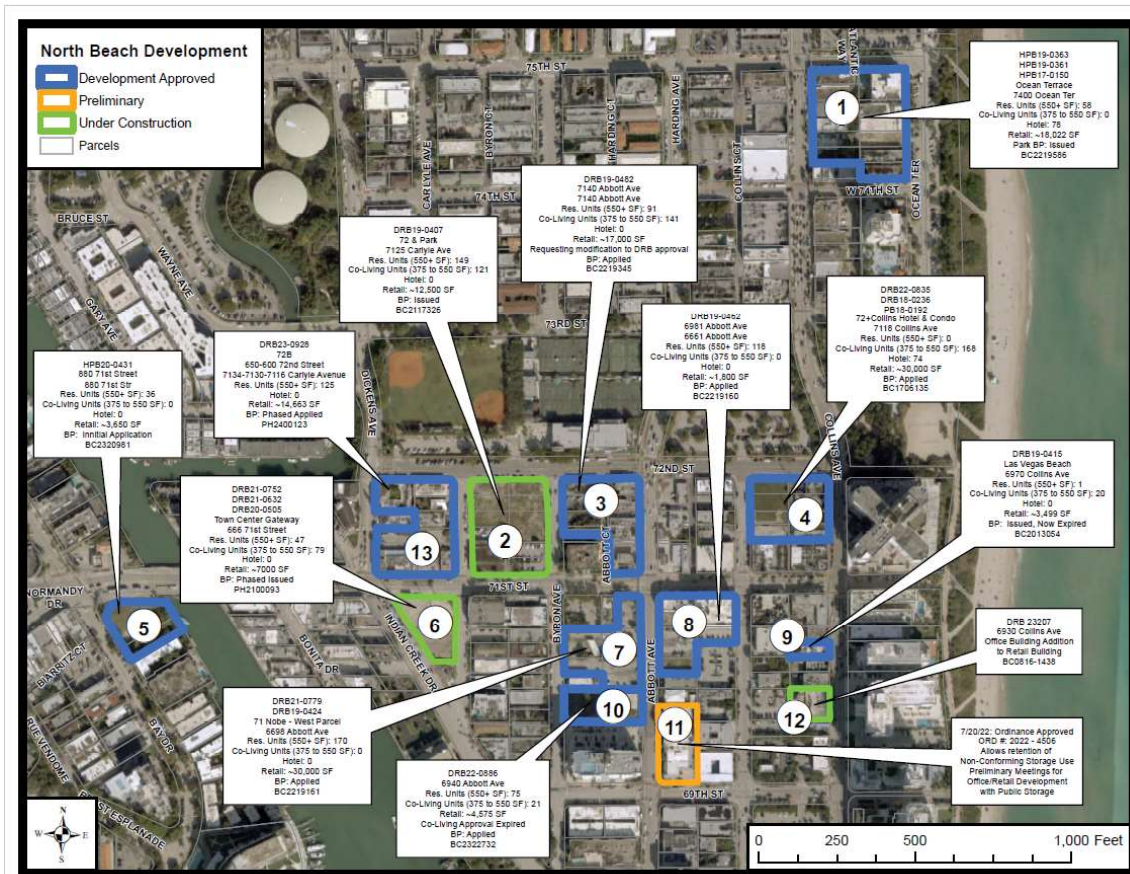 North Beach Development
Development Approved
Preliminary
Under Construction
Parcels
75TH ST
ATLANTIC WAY
HARDING AVE
HARDING CT
BYRON CT
CARLYLE AVE
COLLINS CT
74TH ST
W 74TH ST
OCEAN TER
1
HPB19-0363
HPB19-0361
HPB17-0150
Ocean Terrace
7400 Ocean Ter
Res. Units (550+ SF): 58
Co-Living Units (375 to 550 SF): 0
Hotel: 78
Retail: ~18,022 SF
Park BP: Issued
BC2219586
BRUCE ST
WAYNE AVE
GARY AVE
DRB19-0407
72 & Park
7125 Carlyle Ave
Res. Units (550+ SF): 149
Co-Living Units (375 to 550 SF): 121
Hotel: 0
Retail: ~12,500 SF
BP: Issued
BC2117326
DRB19-0482
7140 Abbott Ave
7140 Abbott Ave
Res. Units (550+ SF): 91
Co-Living Units (375 to 550 SF): 141
Hotel: 0
Retail: ~17,000 SF
Requesting modification to DRB approval
BP: Applied
BC2219345
73RD ST
DRB22-0835
DRB18-0236
PB18-0192
72+Collins Hotel & Condo
7118 Collins Ave
Res. Units (550+ SF): 0
Co-Living Units (375 to 550 SF): 168
Hotel: 74
Retail: ~30,000 SF
BP: Applied
BC1706135
DRB19-0462
6981 Abbott Ave
6661 Abbott Ave
Res. Units (550+ SF): 118
Co-Living Units (375 to 550 SF): 0
Hotel: 0
Retail: ~1,800 SF
BP: Applied
BC2219160
DRB23-0928
72B
650-600 72nd Street
7134-7130-7116 Carlyle Avenue
Res. Units (550+ SF): 125
Hotel: 0
Retail: ~14,663 SF
BP: Phased Applied
PH2400123
HPB20-0431
880 71st Street
880 71st Str
Res. Units (550+ SF): 36
Co-Living Units (375 to 550 SF): 0
Hotel: 0
Retail: ~3,650 SF
BP: Innitial Application
BC2320981
DICKENS AVE
COLLINS AVE
72ND ST
DRB19-0415
Las Vegas Beach
6970 Collins Ave
Res. Units (550+ SF): 1
Co-Living Units (375 to 550 SF): 20
Hotel: 0
Retail: ~3,499 SF
BP: Issued, Now Expired
BC2013054
DRB21-0752
DRB21-0632
DRB20-0505
Town Center Gateway
666 71st Street
Res. Units (550+ SF): 47
Co-Living Units (375 to 550 SF): 79
Hotel: 0
Retail: ~7000 SF
BP: Phased Issued
PH2100093
13
2
3
4
ABBOTT CT
71ST ST
NORMANDY DR
5
6
BYRON AVE
ABBOTT AVE
7
8
9
DRB 23207
6930 Collins Ave
Office Building Addition
to Retail Building
BC0816-1438
BIARRITZ CT
BONITA DR
INDIAN CREEK DR
BAY DR
RUE VENDOME
10
11
12
DRB21-0779
DRB19-0424
71 Nobe - West Parcel
6698 Abbott Ave
Res. Units (550+ SF): 170
Co-Living Units (375 to 550 SF): 0
Hotel: 0
Retail: ~30,000 SF
BP: Applied
BC2219161
DRB22-0886
6940 Abbott Ave
Res. Units (550+ SF): 75
Co-Living Units (375 to 550 SF): 21
Retail: ~4,575 SF
Co-Living Approval Expired
BP: Applied
BC2322732
7/20/22: Ordinance Approved
ORD #: 2022 - 4506
Allows retention of
Non-Conforming Storage Use
Preliminary Meetings for
Office/Retail Development
with Public Storage
69TH ST
ESPLANADE
N
W E
S
0 250 500 1,000 Feet